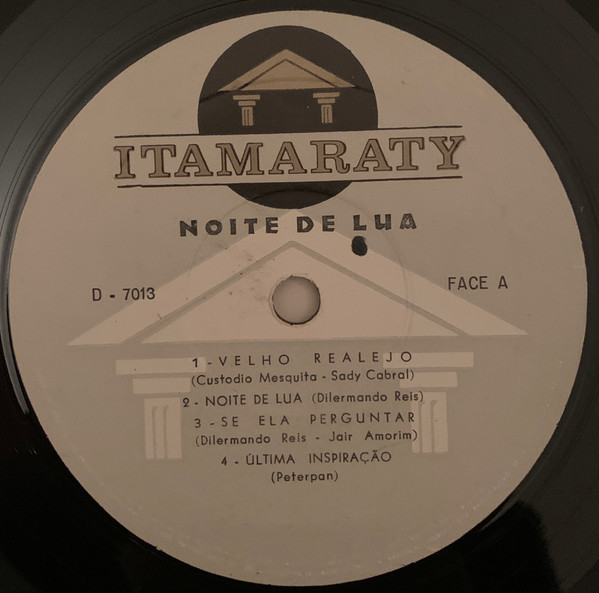 ITAMARATY
NOITE DE LUA
D - 7013
FACE A
1 - VELHO REALEJO
(Custodio Mesquita - Sady Cabral)
2 - NOITE DE LUA (Dilermando Reis)
3 - SE ELA PERGUNTAR
(Dilermando Reis - Jair Amorim)
4 - ÚLTIMA INSPIRAÇÃO
(Peterpan)